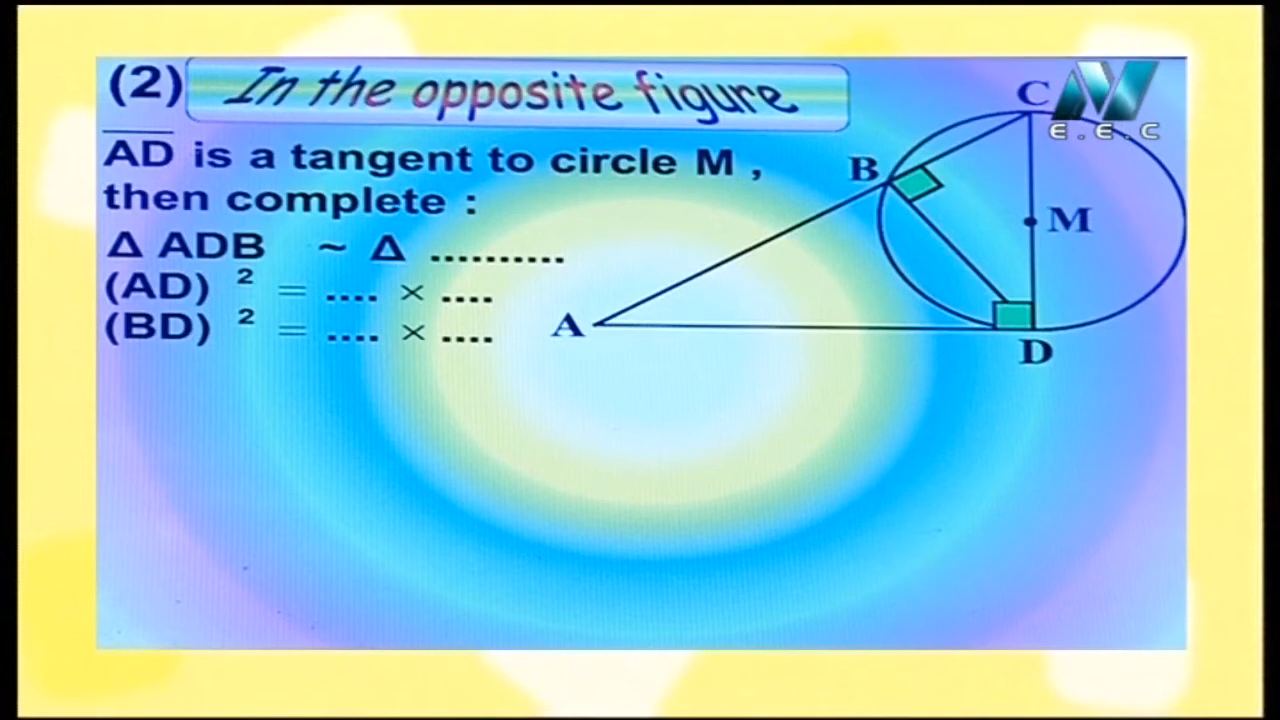 (2) In the opposite figure
AD is a tangent to circle M ,
then complete :
Δ ADB ~ Δ ..........
(AD) ² = .... × ....
(BD) ² = .... × ....
C
B
M
A
D
E.E.C